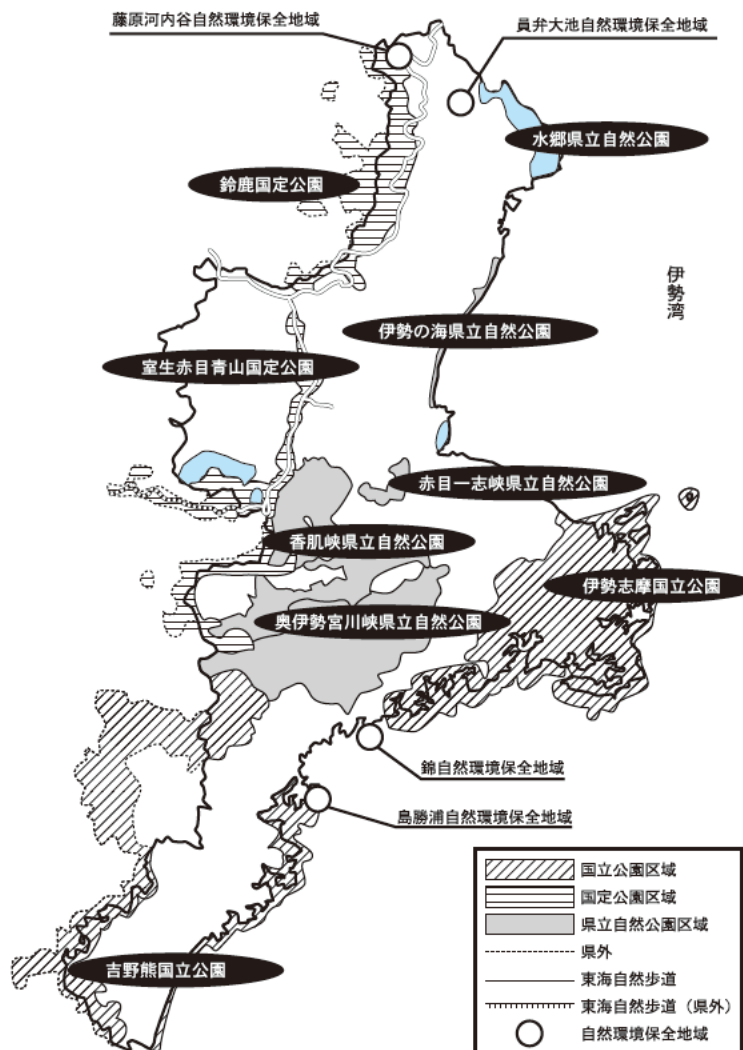 藤原河内谷自然環境保全地域
員弁大池自然環境保全地域
水郷県立自然公園
鈴鹿国定公園
伊勢湾
伊勢の海県立自然公園
室生赤目青山国定公園
赤目一志峡県立自然公園
香肌峡県立自然公園
伊勢志摩国立公園
奥伊勢宮川峡県立自然公園
錦自然環境保全地域
島勝浦自然環境保全地域
吉野熊国立公園
国立公園区域
国定公園区域
県立自然公園区域
県外
東海自然歩道
東海自然歩道（県外）
自然環境保全地域